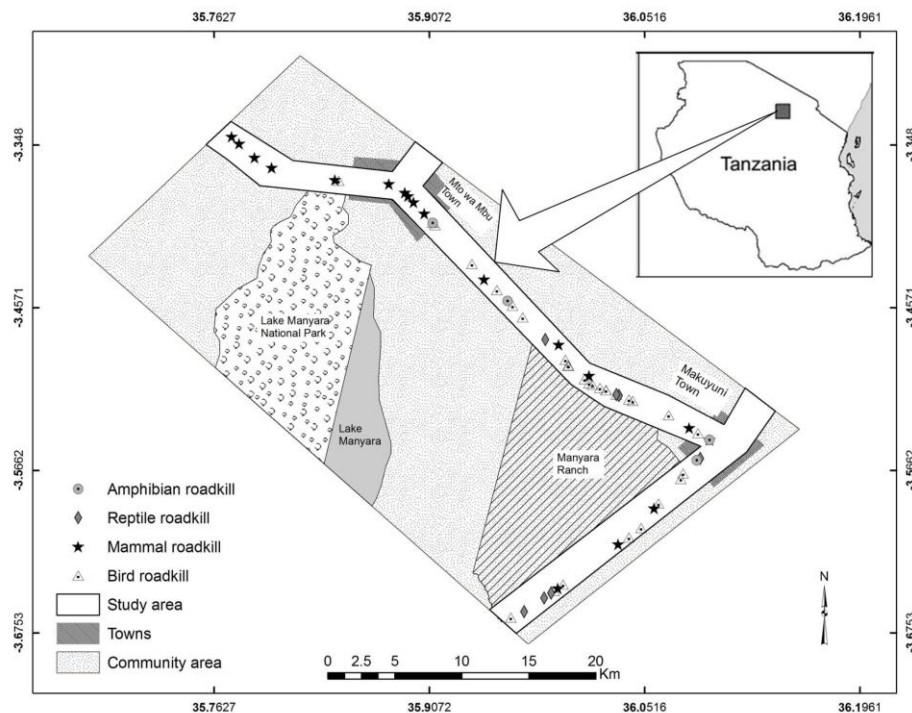 35.7627 35.9072 36.0516 36.1961
-3.348 -3.348
-3.4571 -3.4571
-3.5662 -3.5662
-3.6753 -3.6753
Tanzania
Mto wa Mbu
Town
Lake Manyara
National Park
Lake
Manyara
Makuyuni
Town
Manyara
Ranch
Amphibian roadkill
Reptile roadkill
Mammal roadkill
Bird roadkill
Study area
Towns
Community area
N
0 2.5 5 10 15 20
Km
35.7627 35.9072 36.0516 36.1961